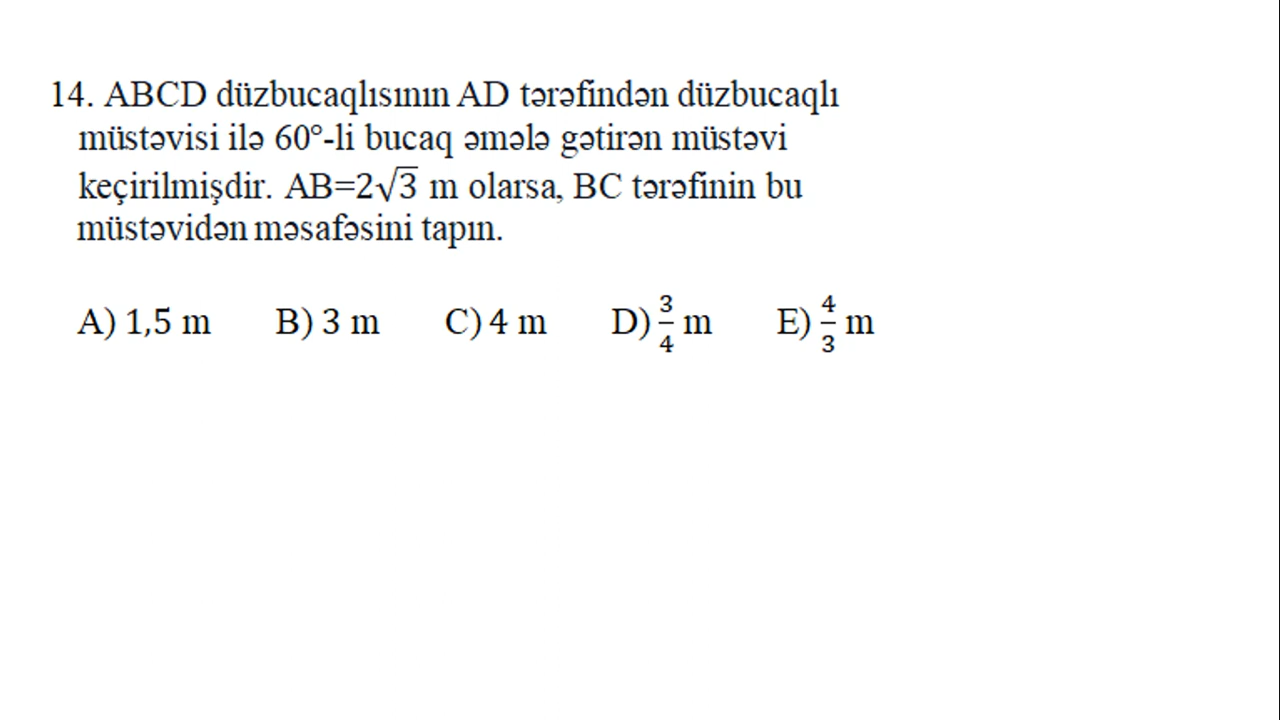 14. ABCD düzbucaqlısının AD tərəfindən düzbucaqlı
müstəvisi ilə 60°-li bucaq əmələ gətirən müstəvi
keçirilmişdir. AB=2√3 m olarsa, BC tərəfinin bu
müstəvidən məsafəsini tapın.
A) 1,5 m B) 3 m C) 4 m D) 3/4 m E) 4/3 m